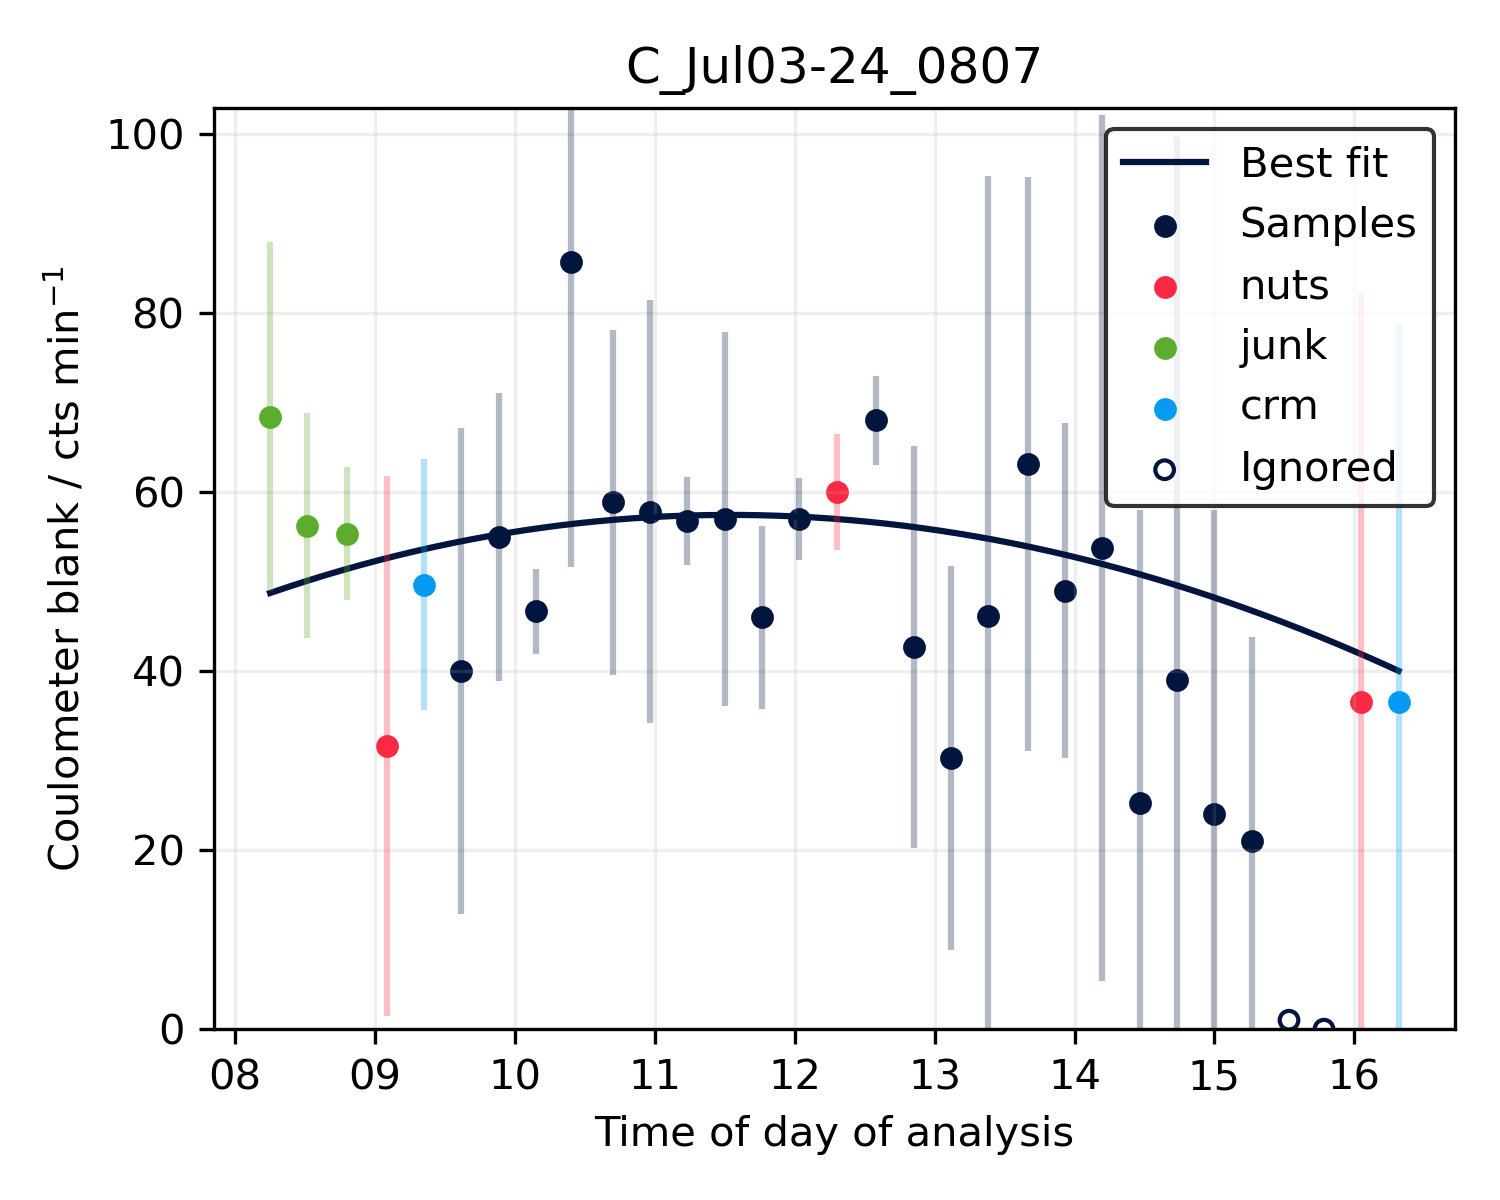 C_Jul03-24_0807
Coulometer blank / cts min⁻¹
100
80
60
40
20
0
08 09 10 11 12 13 14 15 16
Time of day of analysis
Best fit
Samples
nuts
junk
crm
Ignored